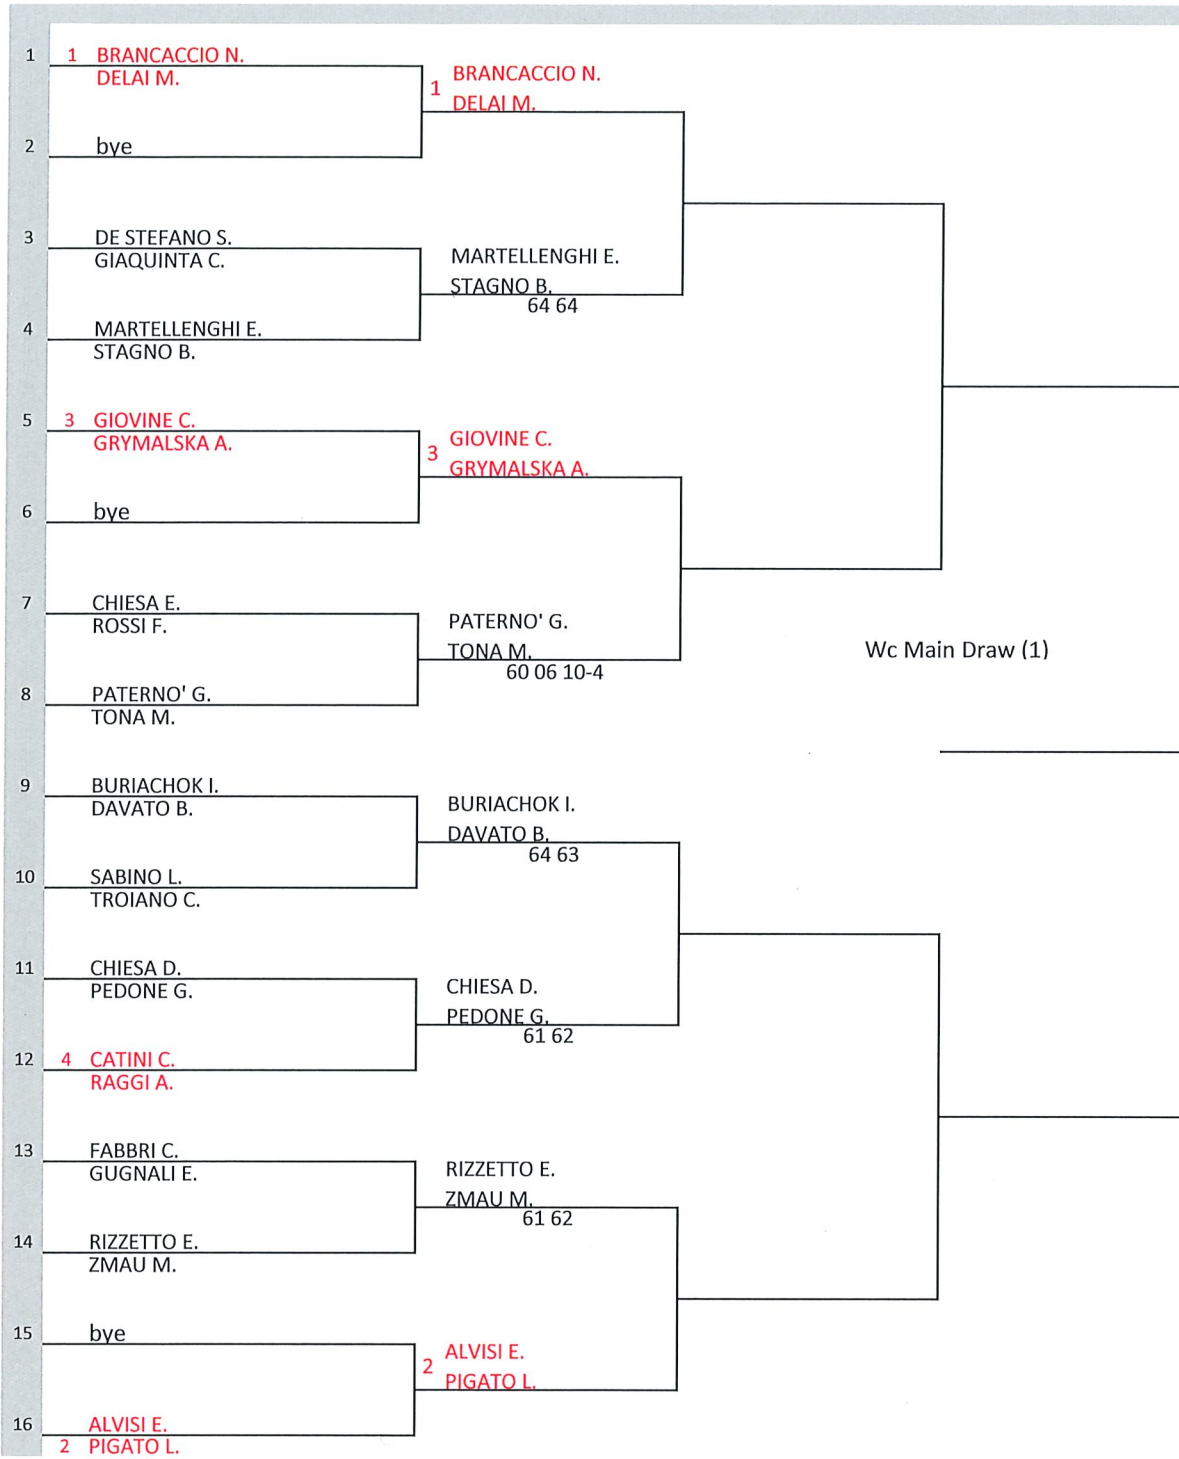 1 1 BRANCACCIO N.
DELAI M.
1 BRANCACCIO N.
DELAI M.
2 bye
3 DE STEFANO S.
GIAQUINTA C.
MARTELLENGHI E.
STAGNO B.
64 64
4 MARTELLENGHI E.
STAGNO B.
5 3 GIOVINE C.
GRYMALSKA A.
3 GIOVINE C.
GRYMALSKA A.
6 bye
7 CHIESA E.
ROSSI F.
PATERNO' G.
TONA M.
60 06 10-4
Wc Main Draw (1)
8 PATERNO' G.
TONA M.
9 BURIACHOK I.
DAVATO B.
BURIACHOK I.
DAVATO B.
64 63
10 SABINO L.
TROIANO C.
11 CHIESA D.
PEDONE G.
CHIESA D.
PEDONE G.
61 62
12 4 CATINI C.
RAGGI A.
13 FABBRI C.
GUGNALI E.
RIZZETTO E.
ZMAU M.
61 62
14 RIZZETTO E.
ZMAU M.
15 bye
2 ALVISI E.
PIGATO L.
16 ALVISI E.
2 PIGATO L.